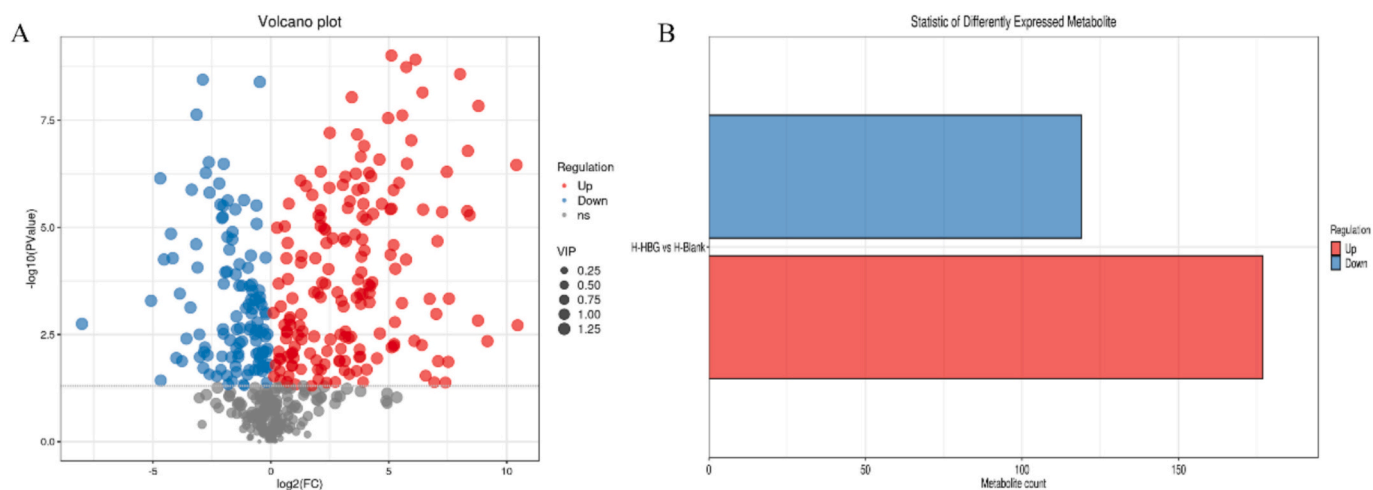 A
Volcano plot
-log10(PValue)
7.5
5.0
2.5
0.0
-5
0
5
10
log2(FC)
Regulation
Up
Down
ns
VIP
0.25
0.50
0.75
1.00
1.25
B
Statistic of Differently Expressed Metabolite
H-HBG vs H-Blank
0
50
100
150
Metabolite count
Regulation
Up
Down